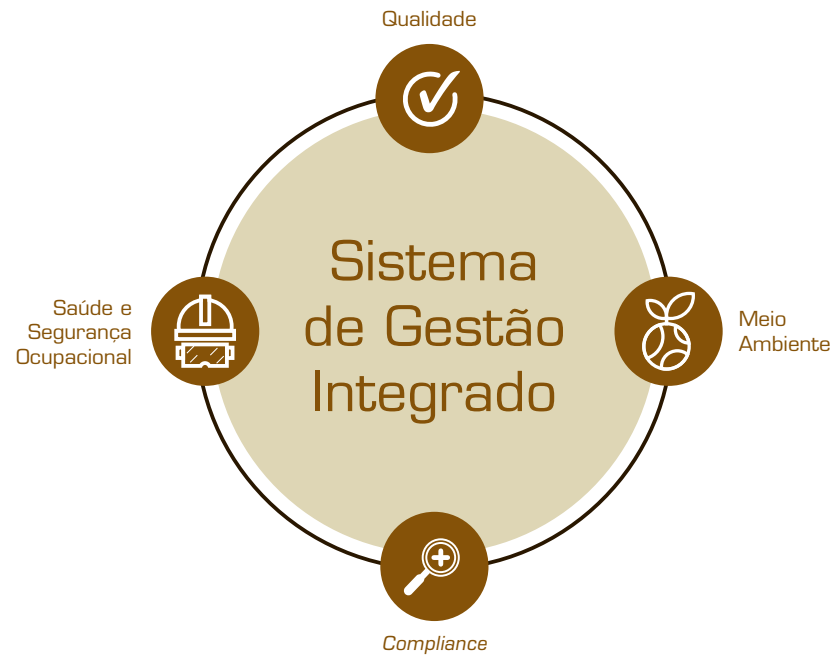 Qualidade
Sistema
de Gestão
Integrado
Saúde e
Segurança
Ocupacional
Meio
Ambiente
Compliance